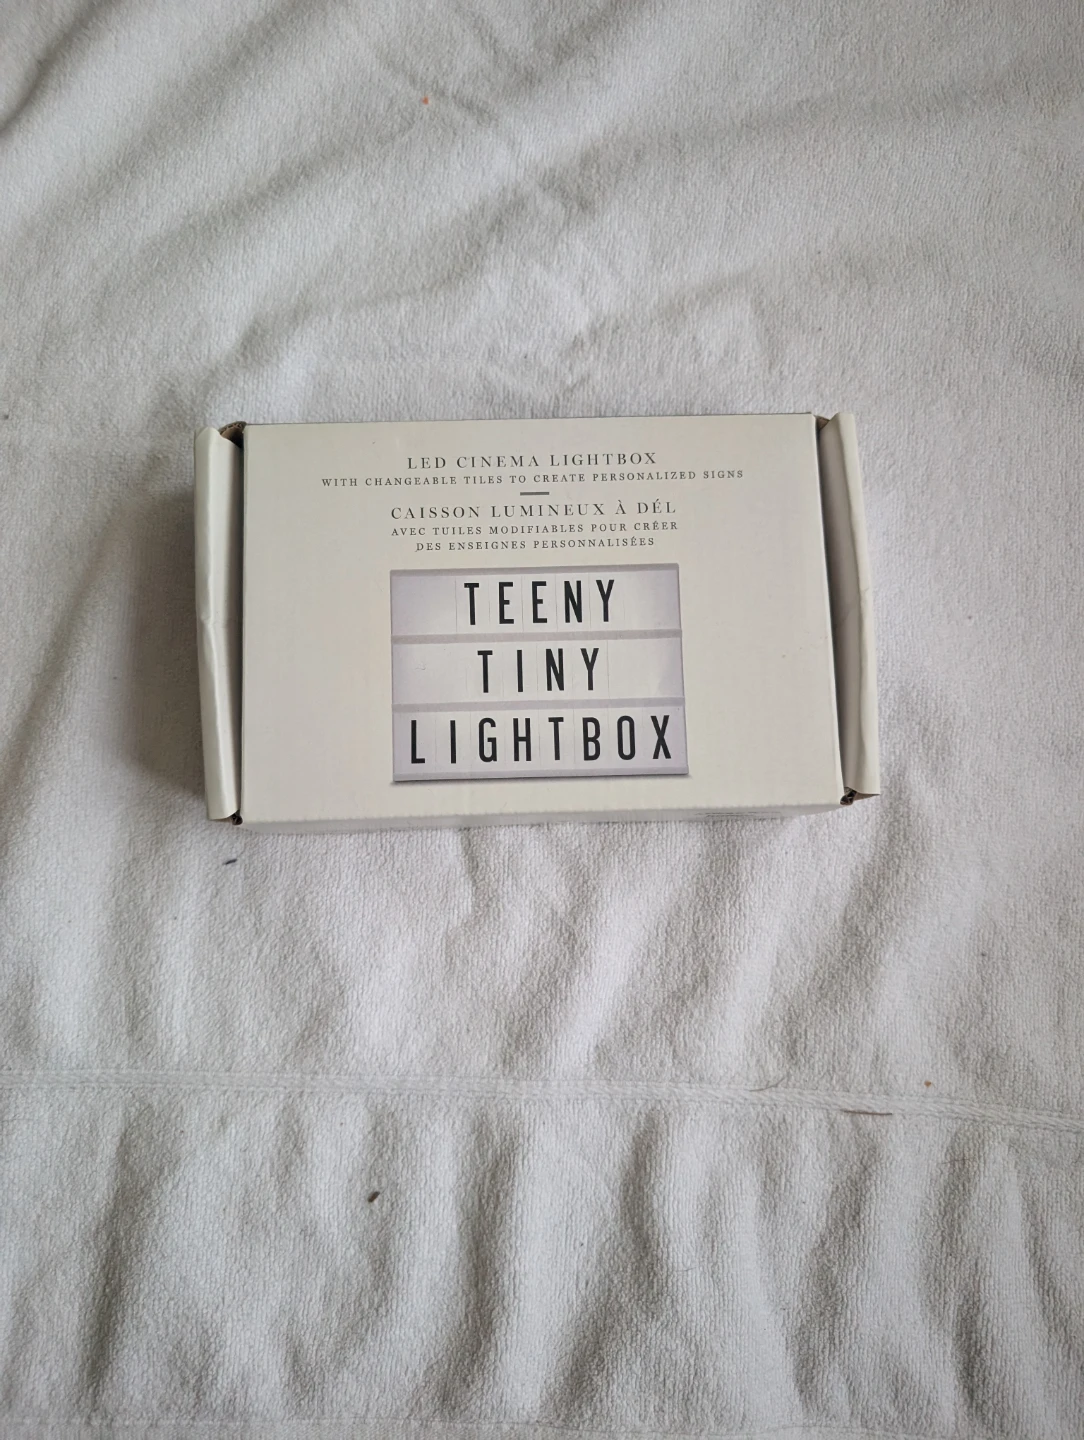 LED CINEMA LIGHTBOX
WITH CHANGEABLE TILES TO CREATE PERSONALIZED SIGNS
CAISSON LUMINEUX À DÉL
AVEC TUILES MODIFIABLES POUR CRÉER
DES ENSEIGNES PERSONNALISÉES
TEENY
TINY
LIGHTBOX